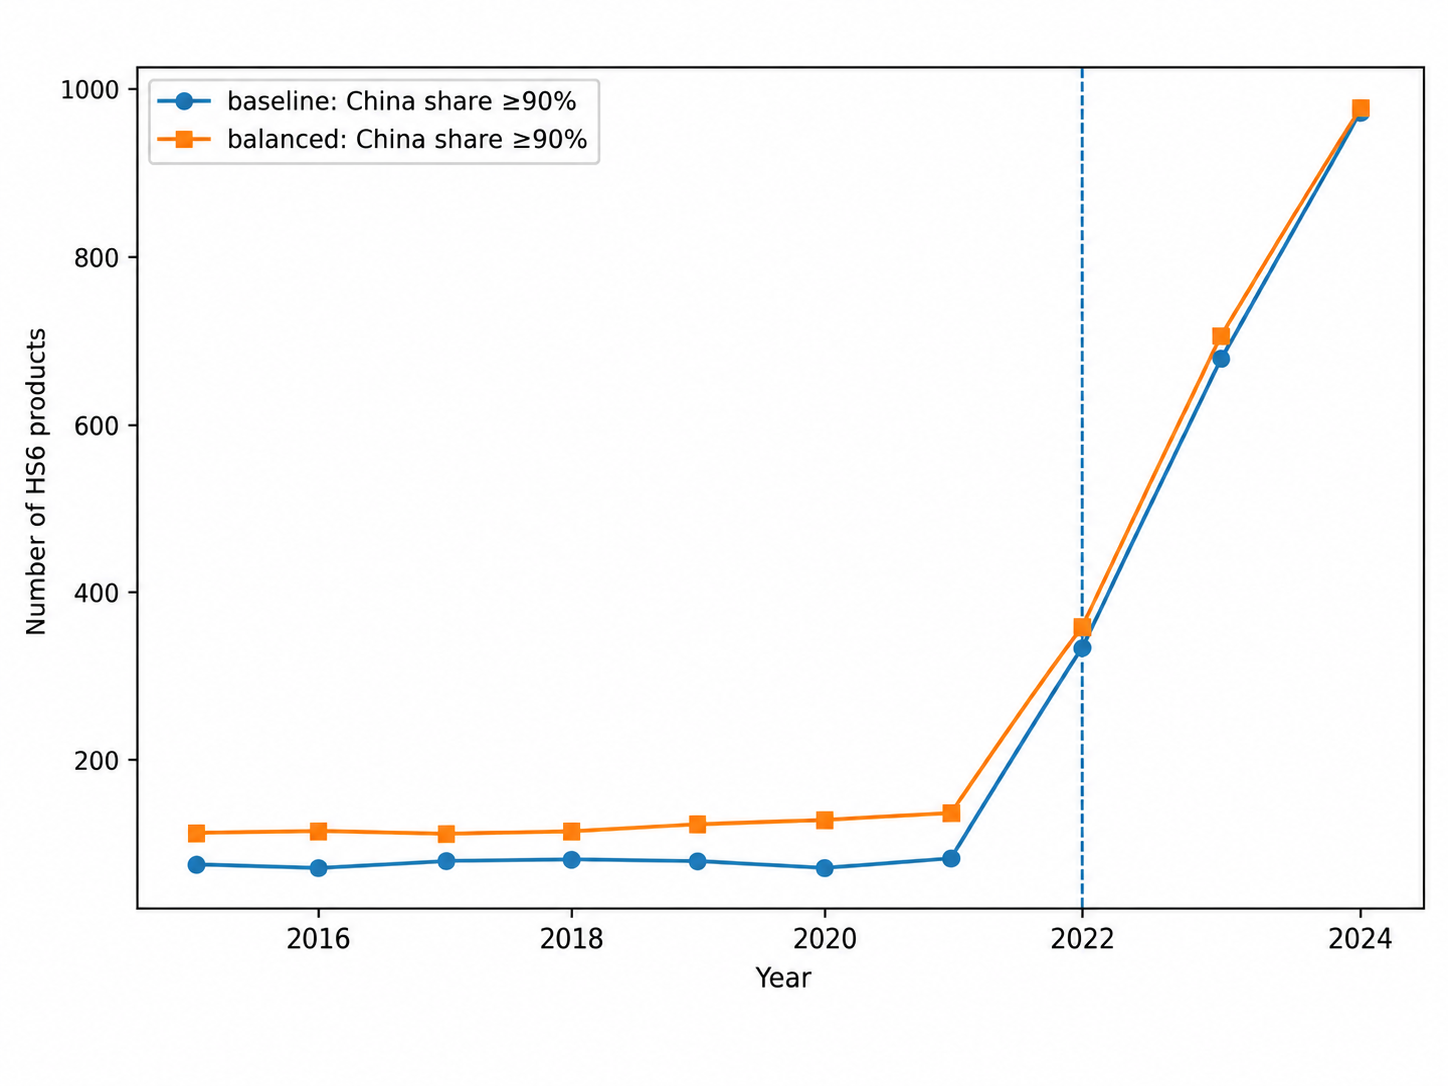 baseline: China share ≥90%
balanced: China share ≥90%
1000
800
600
400
200
Number of HS6 products
2016 2018 2020 2022 2024
Year